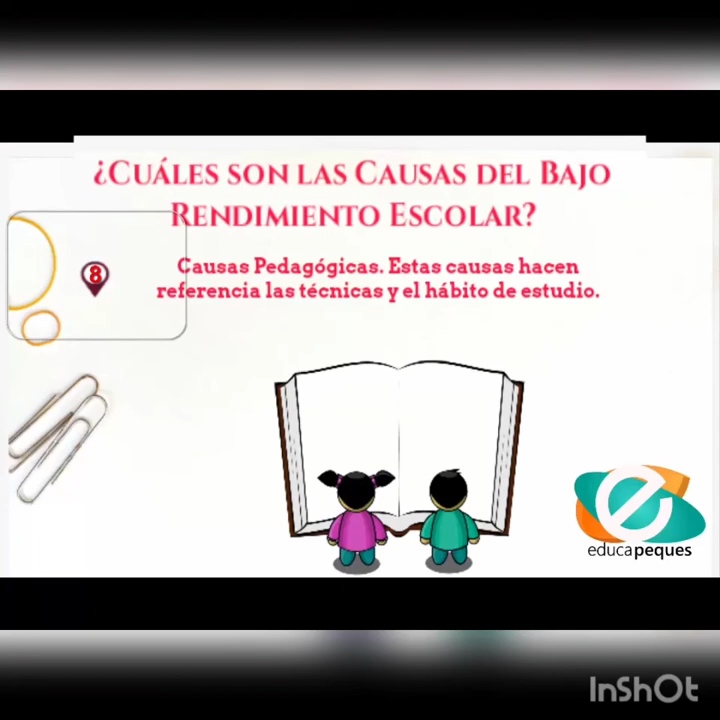 ¿Cuáles son las Causas del Bajo
Rendimiento Escolar?
8
Causas Pedagógicas. Estas causas hacen
referencia las técnicas y el hábito de estudio.
e
educapeques
InShOt